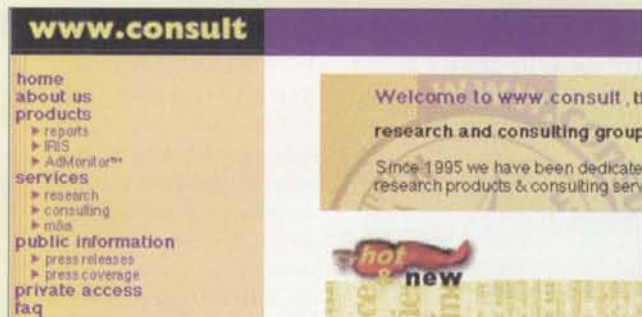 www.consult
home
about us
products
reports
IRIS
AdMonitor™
services
research
consulting
m&a
public information
press releases
press coverage
private access
faq
Welcome to www.consult, th
research and consulting group
Since 1995 we have been dedicate
research products & consulting serv
hot
& new